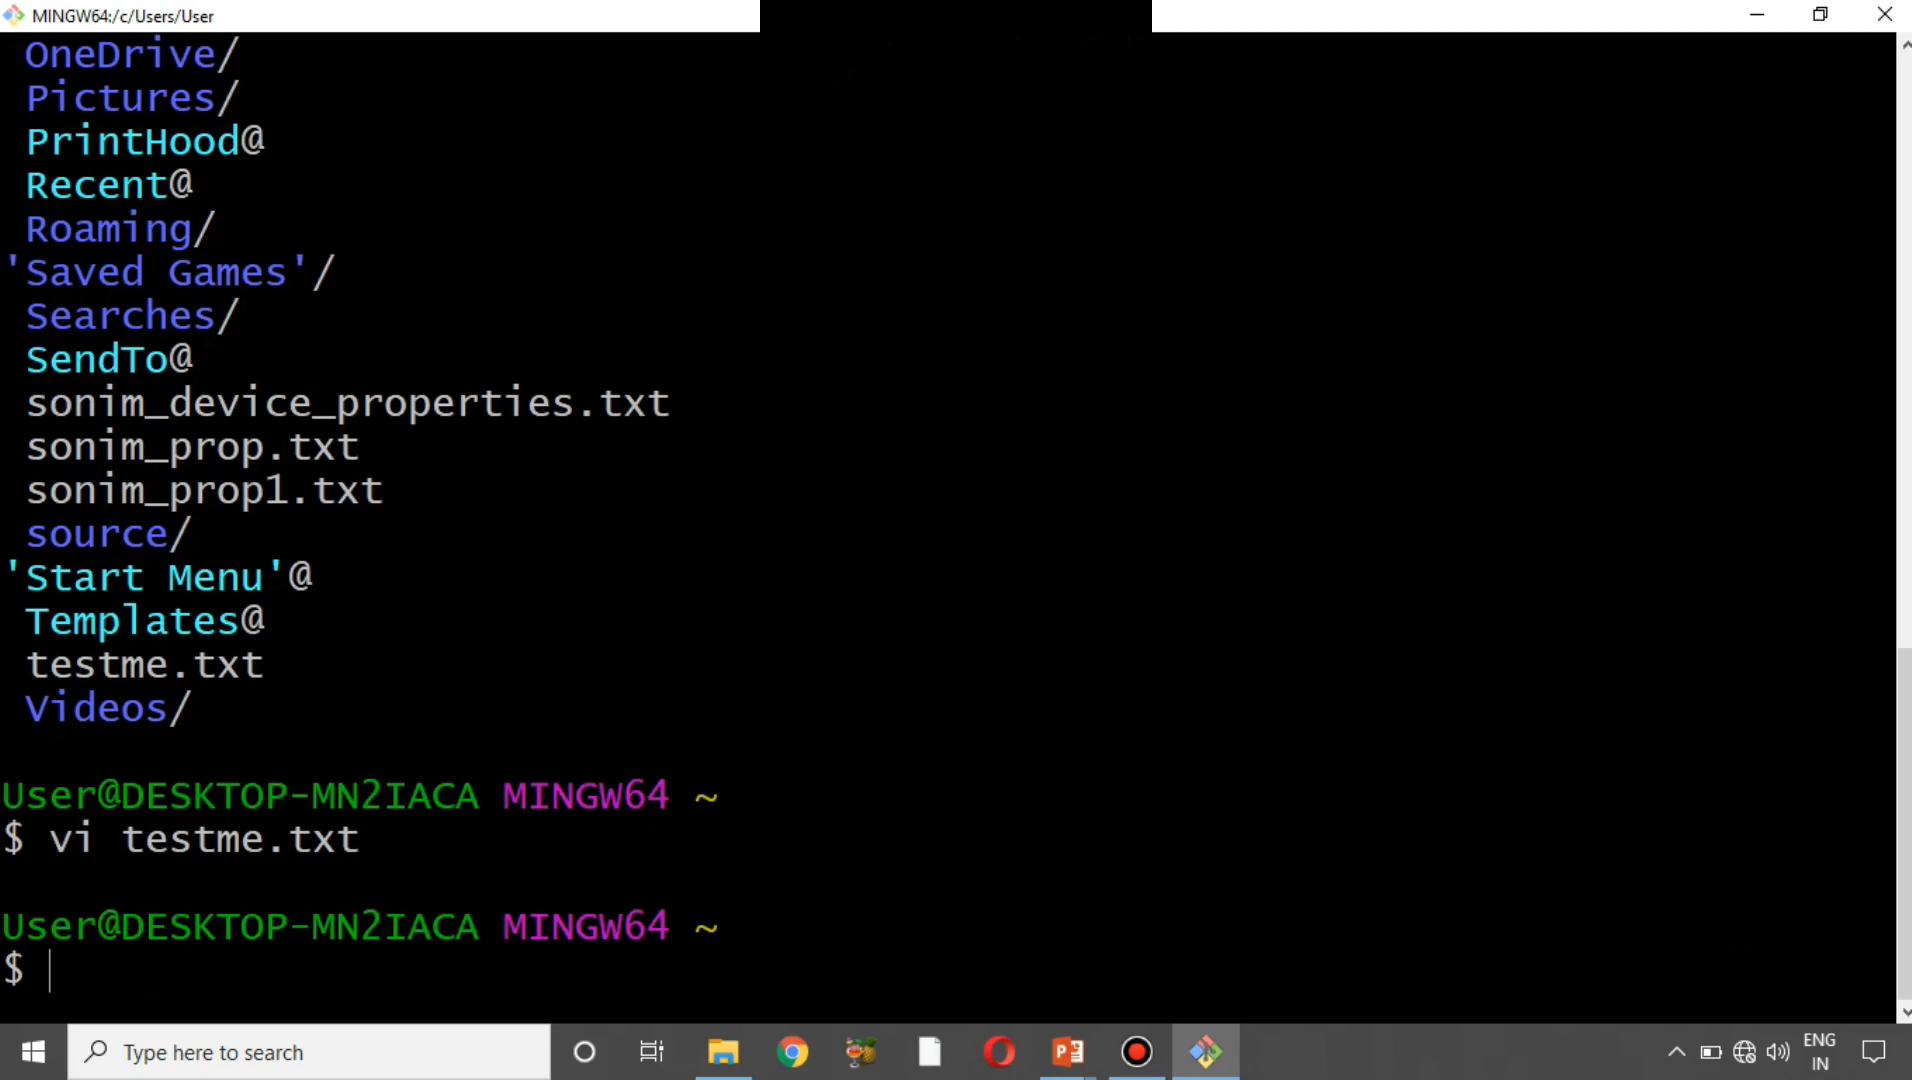 MINGW64:/c/Users/User
OneDrive/
Pictures/
PrintHood@
Recent@
Roaming/
'Saved Games'/
Searches/
SendTo@
sonim_device_properties.txt
sonim_prop.txt
sonim_prop1.txt
source/
'Start Menu'@
Templates@
testme.txt
Videos/
User@DESKTOP-MN2IACA MINGW64 ~
$ vi testme.txt
User@DESKTOP-MN2IACA MINGW64 ~
$
Type here to search
ENG
IN